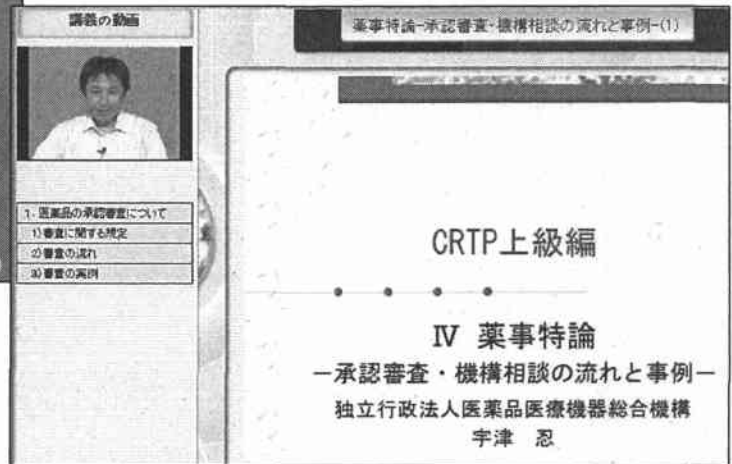 講義の動画
薬事特論-承認審査・機構相談の流れと事例-(1)
1. 医薬品の承認審査について
1)審査に関する規定
2)審査の流れ
3)審査の実例
CRTP上級編
Ⅳ 薬事特論
ー承認審査・機構相談の流れと事例ー
独立行政法人医薬品医療機器総合機構
宇津 忍